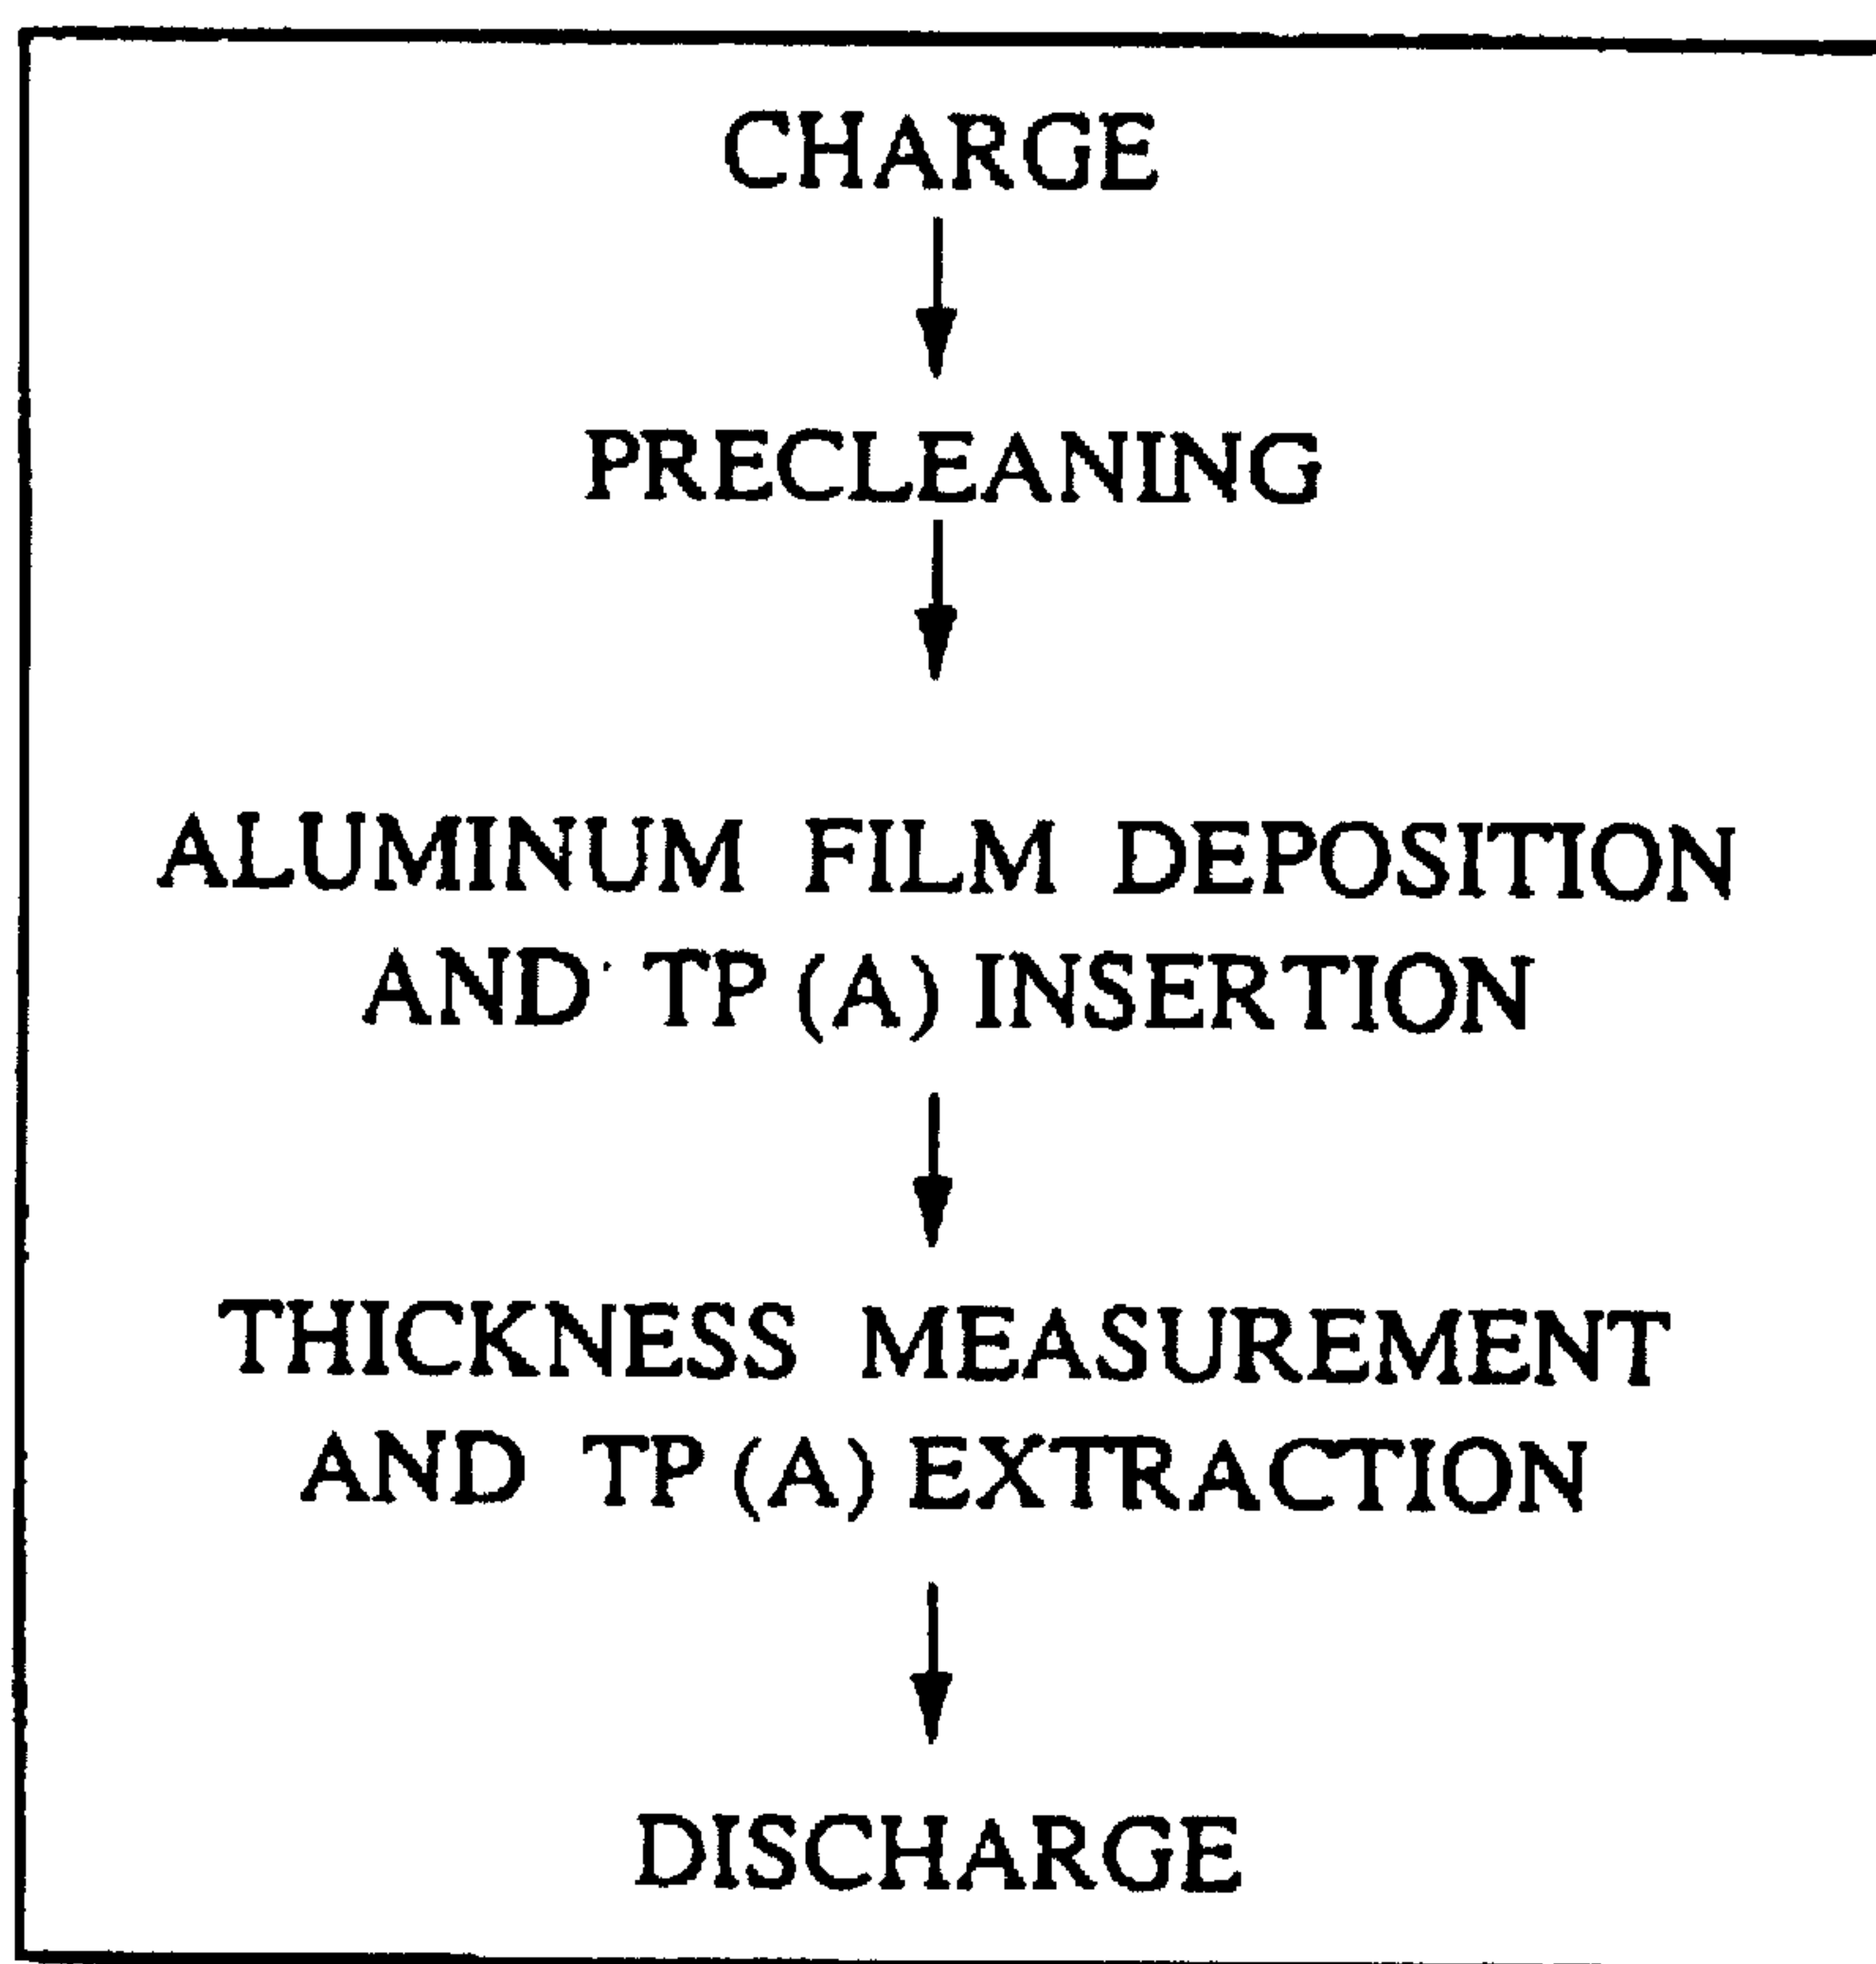 CHARGE
PRECLEANING
ALUMINUM FILM DEPOSITION
AND TP (A) INSERTION
THICKNESS MEASUREMENT
AND TP (A) EXTRACTION
DISCHARGE